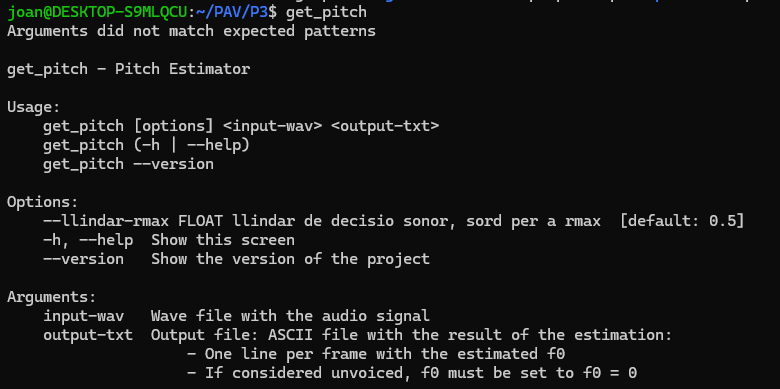 joan@DESKTOP-S9MLQCU:~/PAV/P3$ get_pitch
Arguments did not match expected patterns

get_pitch - Pitch Estimator

Usage:
    get_pitch [options] <input-wav> <output-txt>
    get_pitch (-h | --help)
    get_pitch --version

Options:
    --llindar-rmax FLOAT llindar de decisio sonor, sord per a rmax  [default: 0.5]
    -h, --help  Show this screen
    --version   Show the version of the project

Arguments:
    input-wav   Wave file with the audio signal
    output-txt  Output file: ASCII file with the result of the estimation:
                    - One line per frame with the estimated f0
                    - If considered unvoiced, f0 must be set to f0 = 0